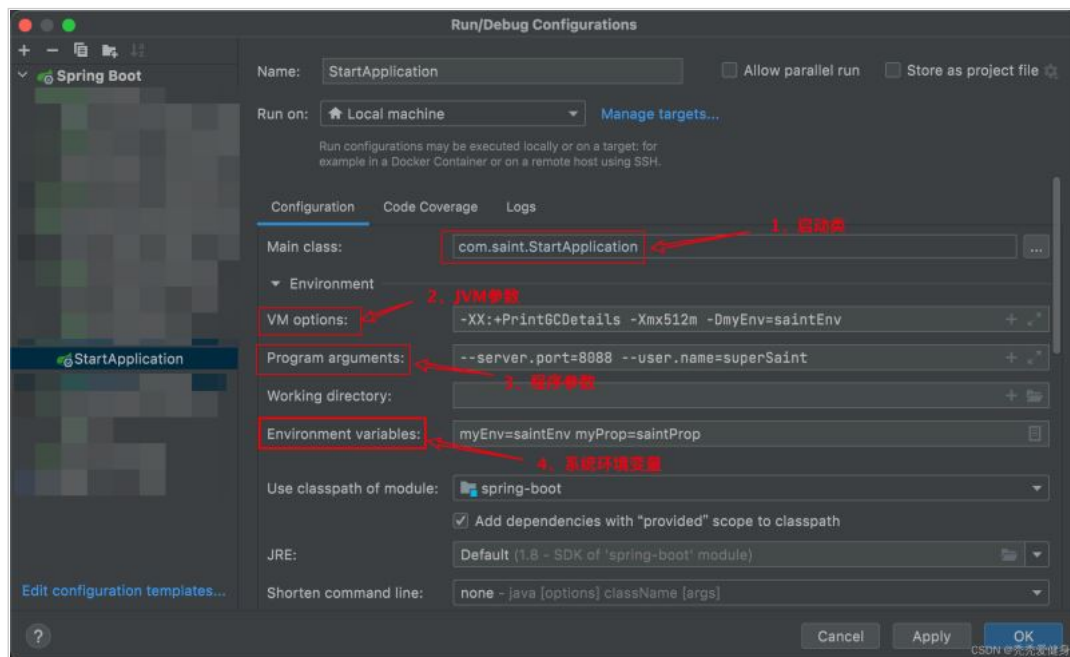 Run/Debug Configurations
Spring Boot
Name: StartApplication Allow parallel run Store as project file
Run on: Local machine Manage targets...
Run configurations may be executed locally or on a target: for
example in a Docker Container or on a remote host using SSH.
Configuration Code Coverage Logs
1、启动类
Main class: com.saint.StartApplication ...
Environment
2、JVM参数
VM options: -XX:+PrintGCDetails -Xmx512m -DmyEnv=saintEnv
StartApplication
Program arguments: --server.port=8088 --user.name=superSaint
3、程序参数
Working directory:
Environment variables: myEnv=saintEnv myProp=saintProp
4、系统环境变量
Use classpath of module: spring-boot
Add dependencies with “provided” scope to classpath
JRE: Default (1.8 - SDK of 'spring-boot' module)
Edit configuration templates...
Shorten command line: none - java [options] className [args]
? Cancel Apply OK
CSDN @秃秃爱健身